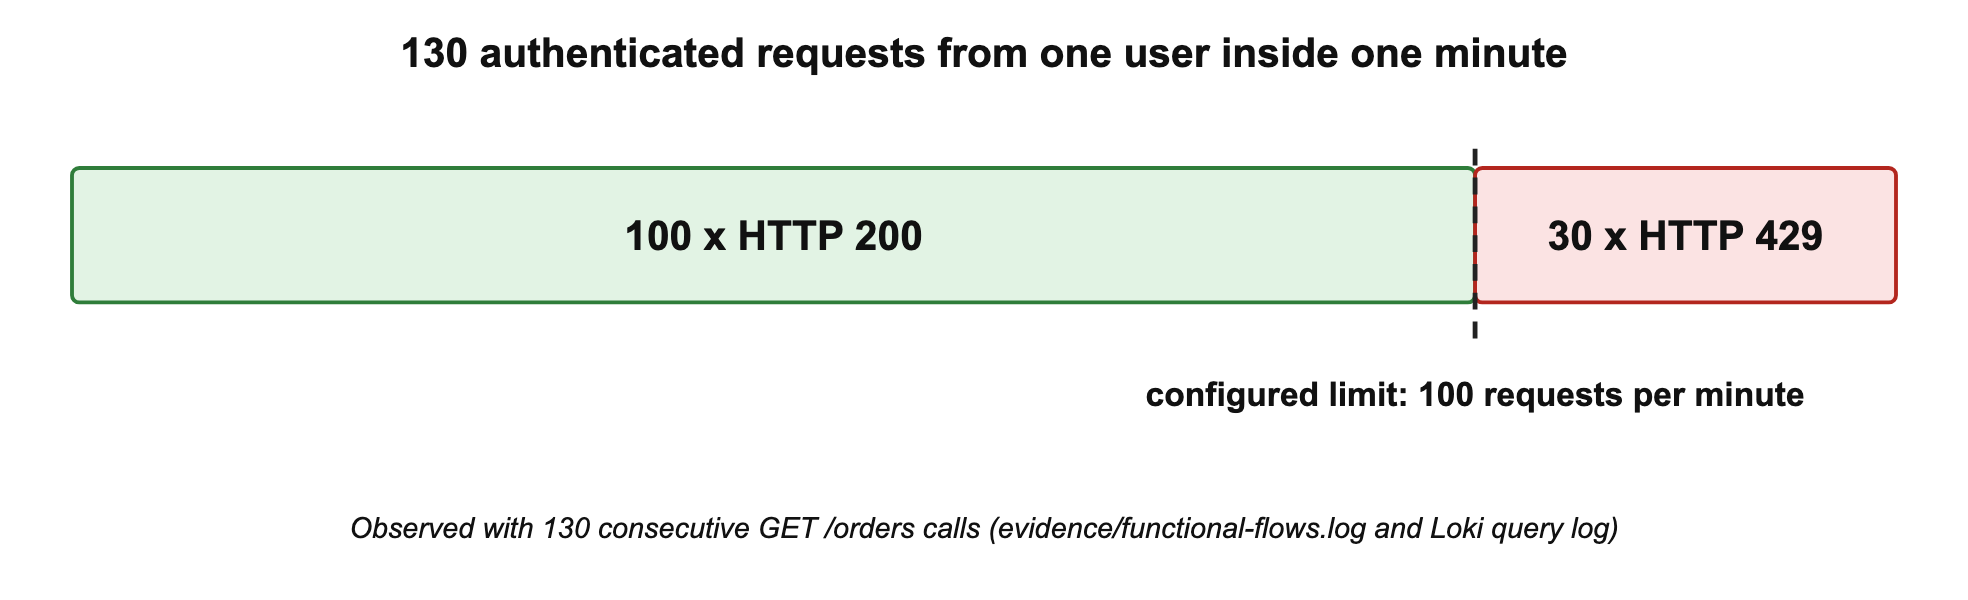 130 authenticated requests from one user inside one minute
100 x HTTP 200
30 x HTTP 429
configured limit: 100 requests per minute
Observed with 130 consecutive GET /orders calls (evidence/functional-flows.log and Loki query log)